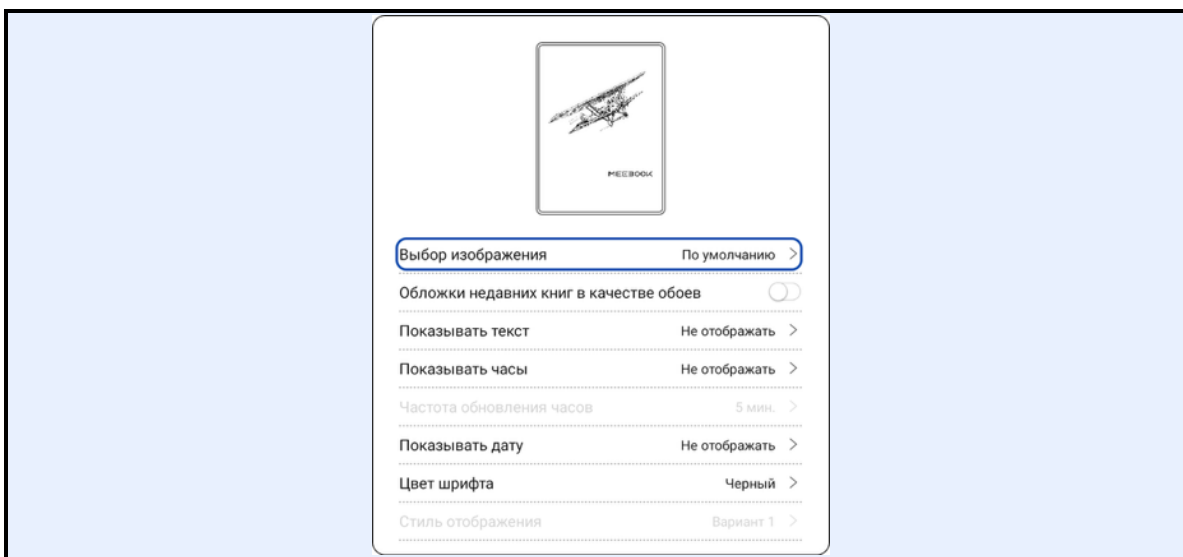 MEEBOOK
Выбор изображения По умолчанию
Обложки недавних книг в качестве обоев
Показывать текст Не отображать
Показывать часы Не отображать
Частота обновления часов 5 мин.
Показывать дату Не отображать
Цвет шрифта Черный
Стиль отображения Вариант 1